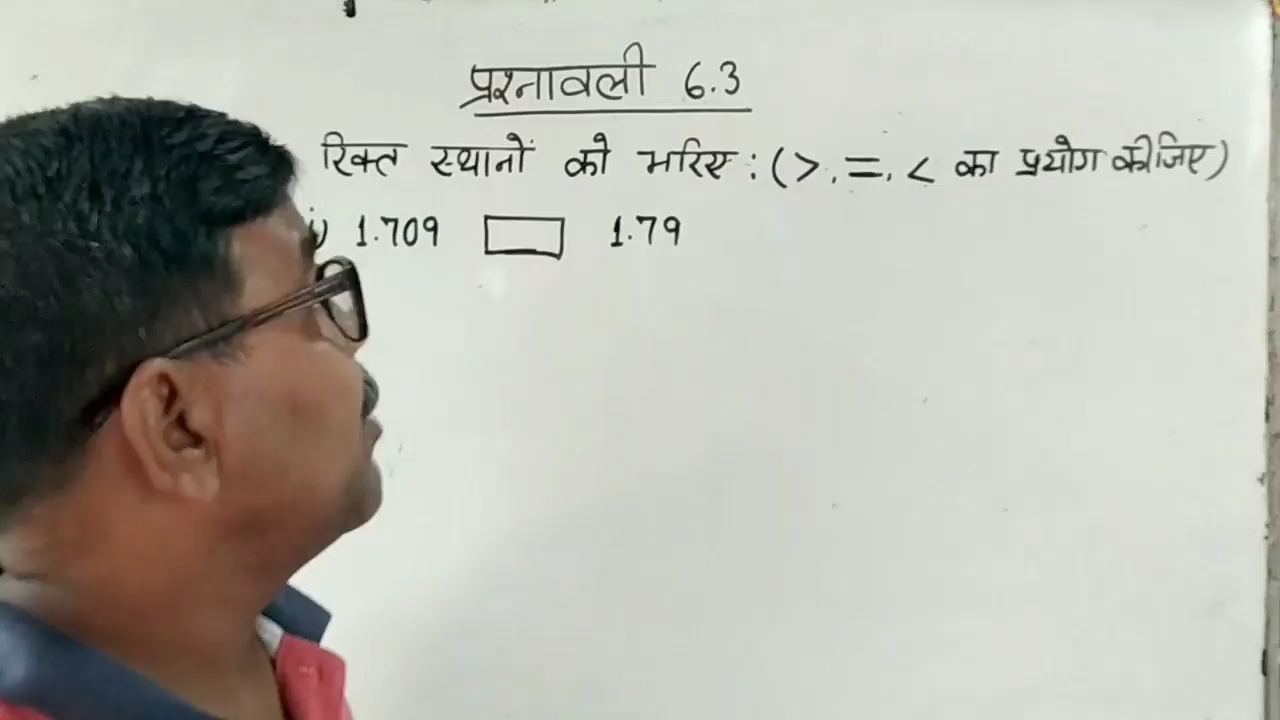 प्रश्नावली 6.3
रिक्त स्थानों को भरिए : (>, =, < का प्रयोग कीजिए)
i) 1.709 1.79